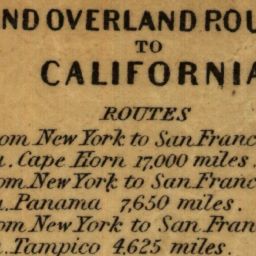 ND OVERLAND ROU
TO
CALIFORNIA
ROUTES
om New York to San Franc
a. Cape Horn 17,000 miles.
om New York to San Franc
a. Panama 7,650 miles.
om New York to San Fran
a. Tampico 4,625 miles.